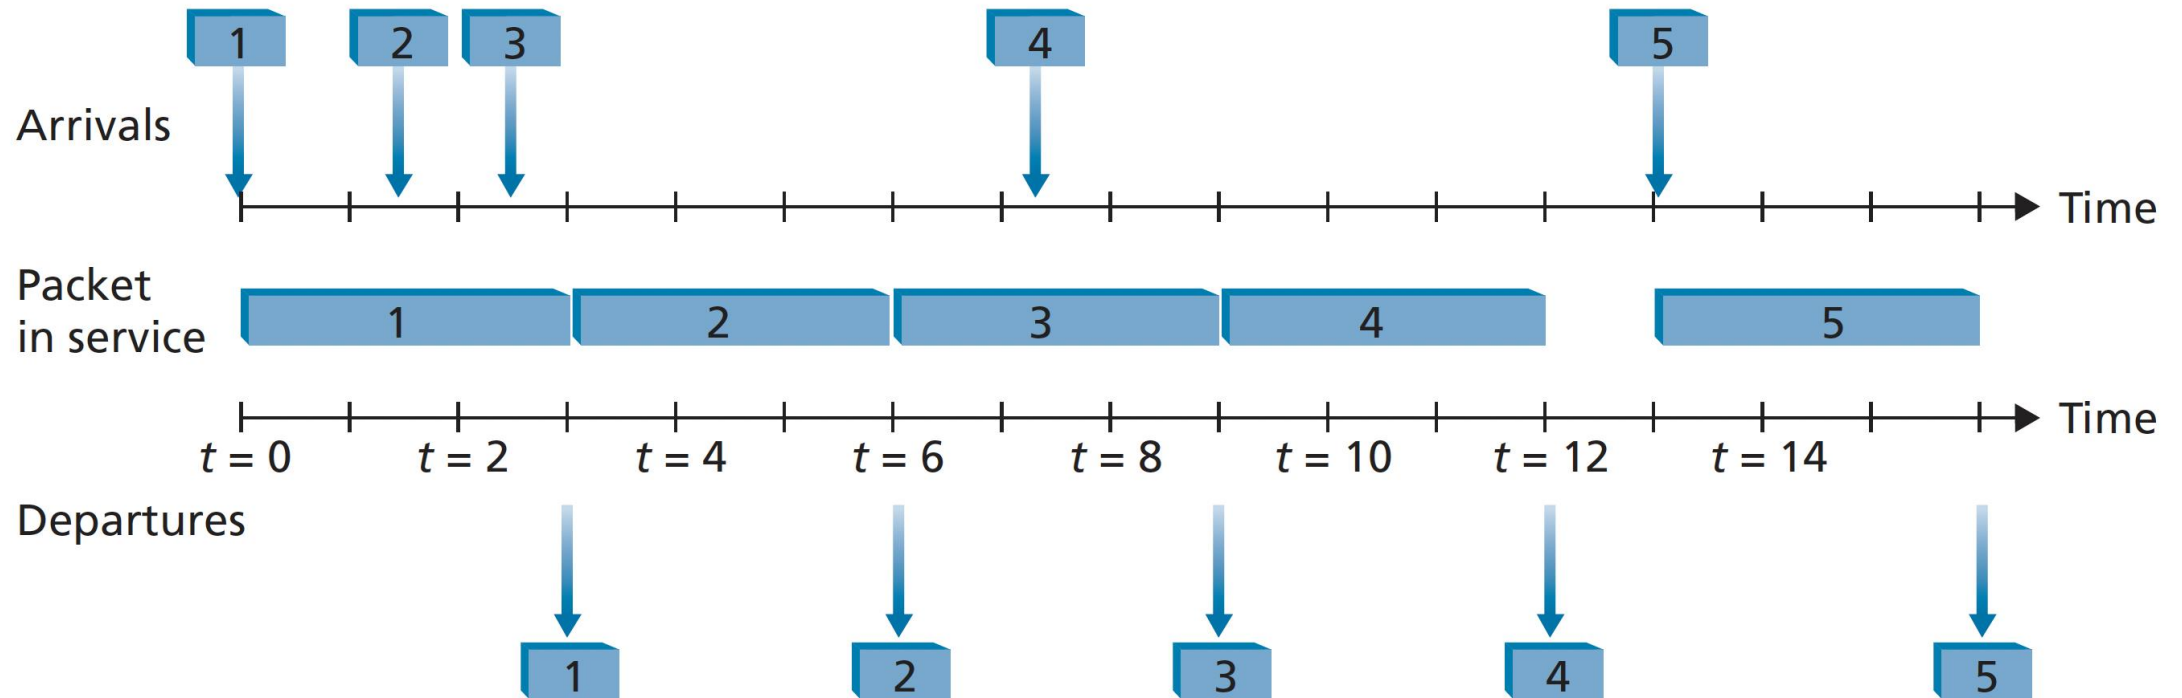 1 2 3 4 5
Arrivals
Time
Packet
in service
1 2 3 4 5
Time
t = 0 t = 2 t = 4 t = 6 t = 8 t = 10 t = 12 t = 14
Departures
1 2 3 4 5